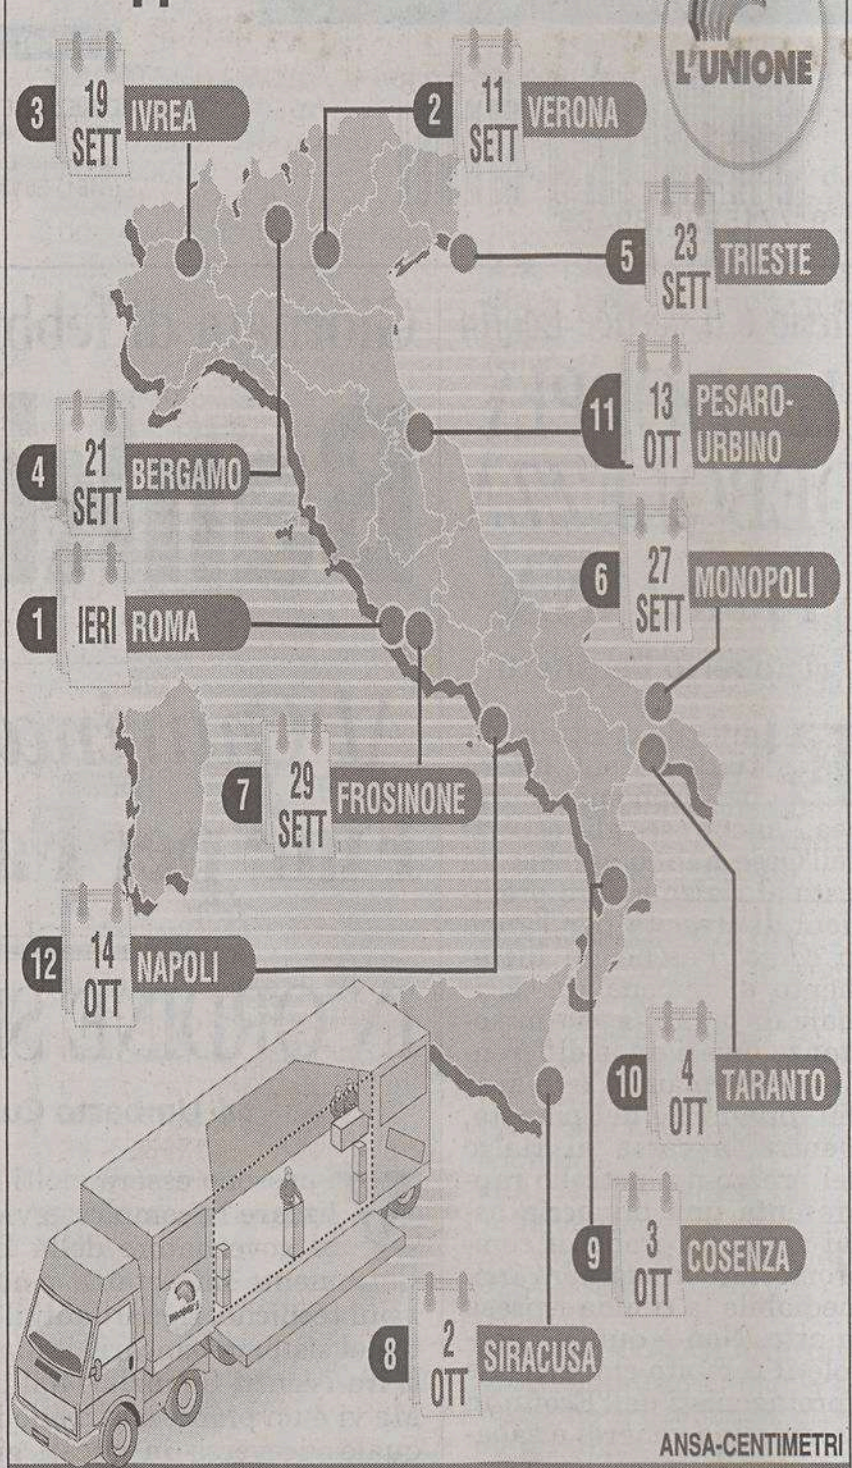 L'UNIONE
3
19
SETT
IVREA
2
11
SETT
VERONA
5
23
SETT
TRIESTE
11
13
OTT
PESARO-
URBINO
4
21
SETT
BERGAMO
6
27
SETT
MONOPOLI
1
IERI
ROMA
7
29
SETT
FROSINONE
12
14
OTT
NAPOLI
10
4
OTT
TARANTO
9
3
OTT
COSENZA
8
2
OTT
SIRACUSA
ANSA-CENTIMETRI